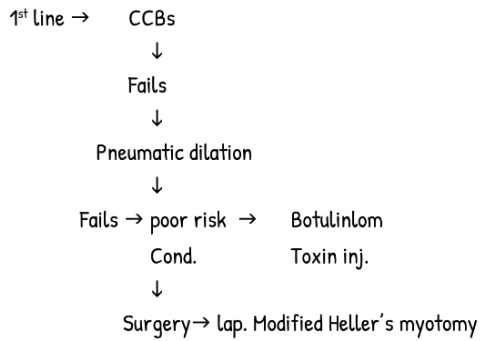 1st line → CCBs
↓
Fails
↓
Pneumatic dilation
↓
Fails → poor risk → Botulinlom
Cond. Toxin inj.
↓
Surgery → lap. Modified Heller's myotomy